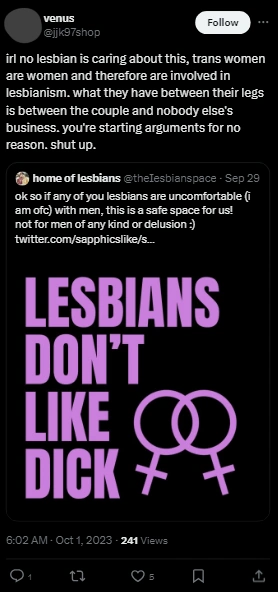 venus
@jjk97shop
Follow
irl no lesbian is caring about this, trans women
are women and therefore are involved in
lesbianism. what they have between their legs
is between the couple and nobody else's
business. you're starting arguments for no
reason. shut up.
home of lesbians @theIesbianspace · Sep 29
ok so if any of you lesbians are uncomfortable (i
am ofc) with men, this is a safe space for us!
not for men of any kind or delusion :)
twitter.com/sapphicslike/s...
LESBIANS
DON'T
LIKE
DICK
6:02 AM · Oct 1, 2023 · 241 Views
1
5